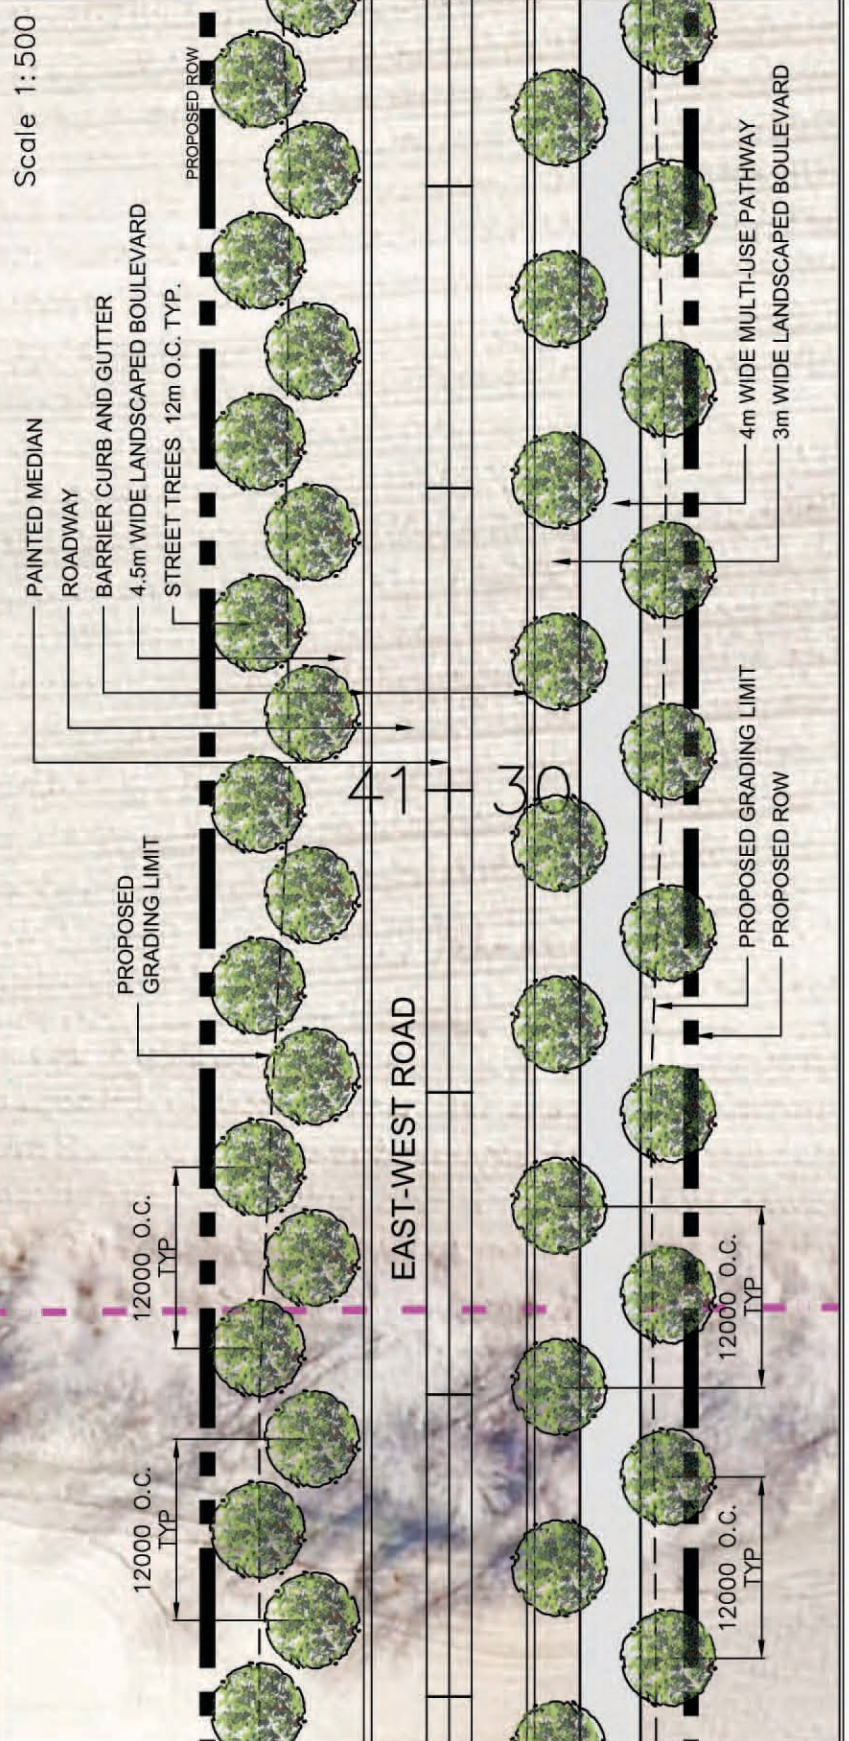 Scale 1:500
PROPOSED ROW
PAINTED MEDIAN
ROADWAY
BARRIER CURB AND GUTTER
4.5m WIDE LANDSCAPED BOULEVARD
STREET TREES 12m O.C. TYP.
4m WIDE MULTI-USE PATHWAY
3m WIDE LANDSCAPED BOULEVARD
41 30
PROPOSED
GRADING LIMIT
PROPOSED GRADING LIMIT
PROPOSED ROW
EAST-WEST ROAD
12000 O.C.
TYP
12000 O.C.
TYP
12000 O.C.
TYP
12000 O.C.
TYP